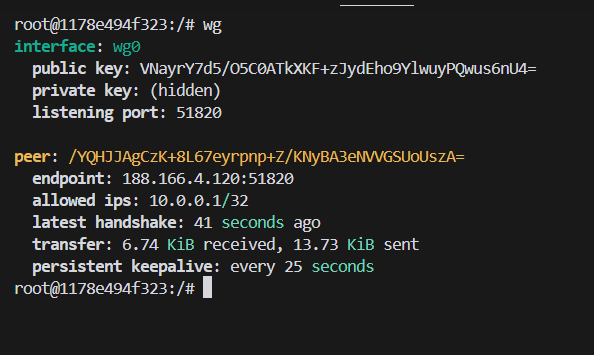 root@1178e494f323:/# wg
interface: wg0
public key: VNayrY7d5/O5C0ATkXKF+zJydEho9YlwuyPQwus6nU4=
private key: (hidden)
listening port: 51820
peer: /YQHJJAgCzK+8L67eyrpnp+Z/KNyBA3eNVVGSUoUszA=
endpoint: 188.166.4.120:51820
allowed ips: 10.0.0.1/32
latest handshake: 41 seconds ago
transfer: 6.74 KiB received, 13.73 KiB sent
persistent keepalive: every 25 seconds
root@1178e494f323:/#